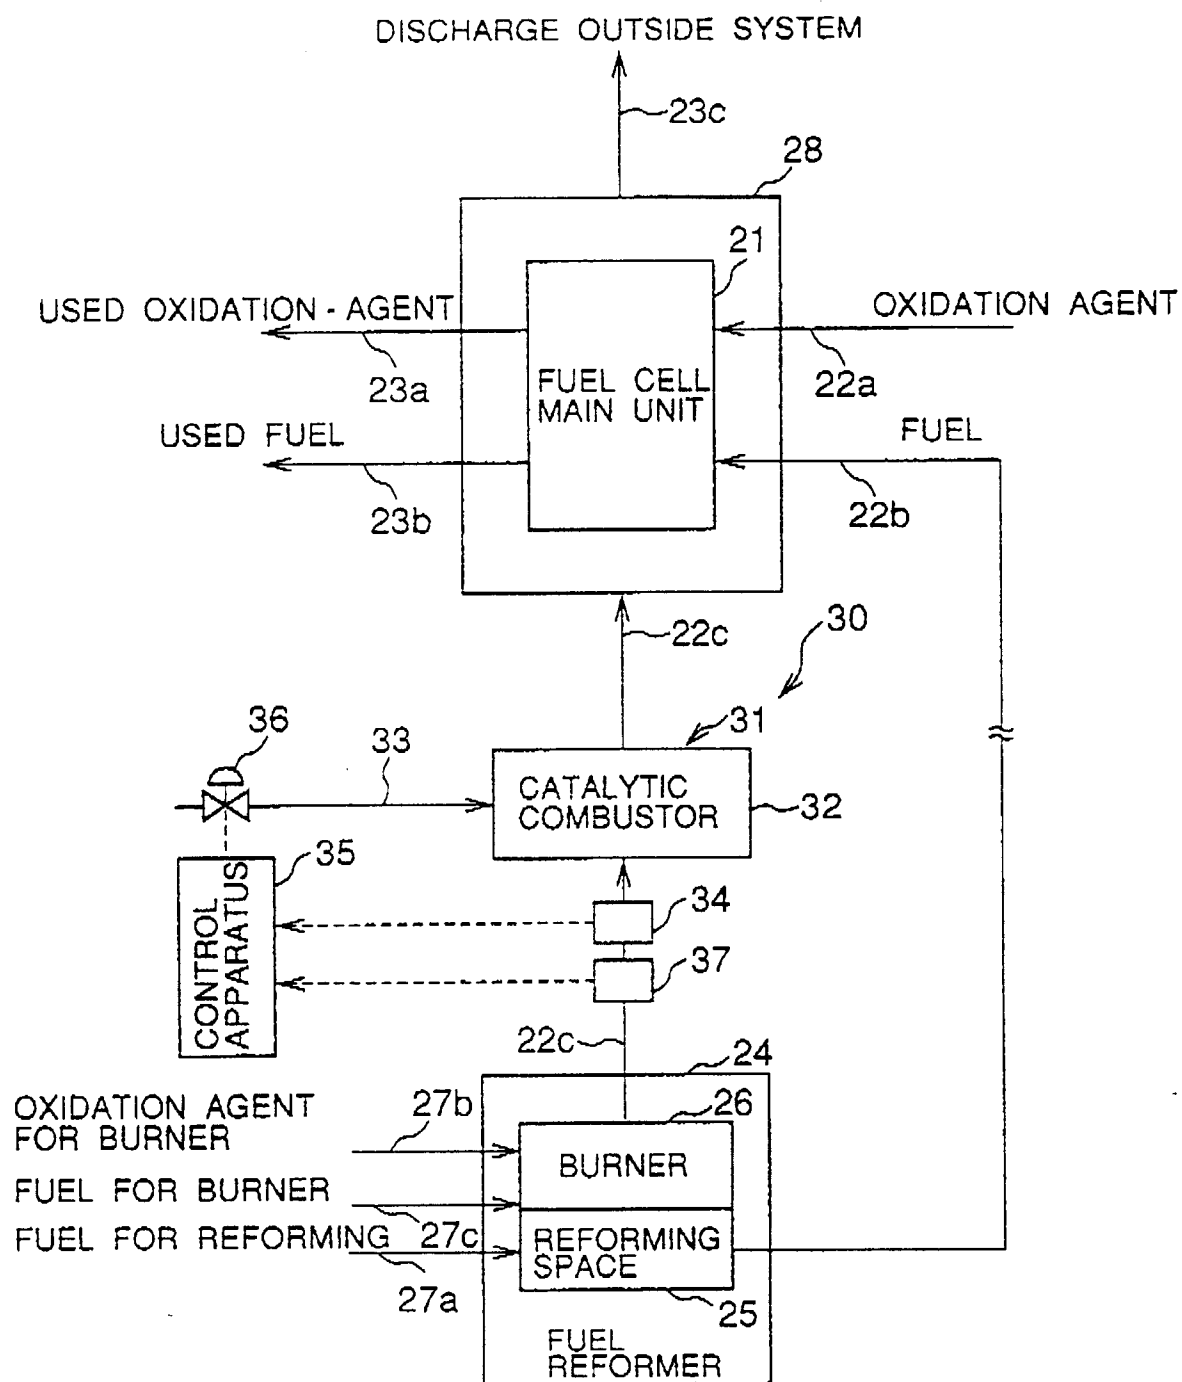 DISCHARGE OUTSIDE SYSTEM
23c
28
21
USED OXIDATION-AGENT
OXIDATION AGENT
23a
FUEL CELL
MAIN UNIT
22a
USED FUEL
FUEL
23b
22b
22c
30
36
33
31
CATALYTIC
COMBUSTOR
32
35
CONTROL
APPARATUS
34
37
22c
24
OXIDATION AGENT
FOR BURNER
27b
26
BURNER
FUEL FOR BURNER
27c
FUEL FOR REFORMING
REFORMING
SPACE
27a
25
FUEL
REFORMER